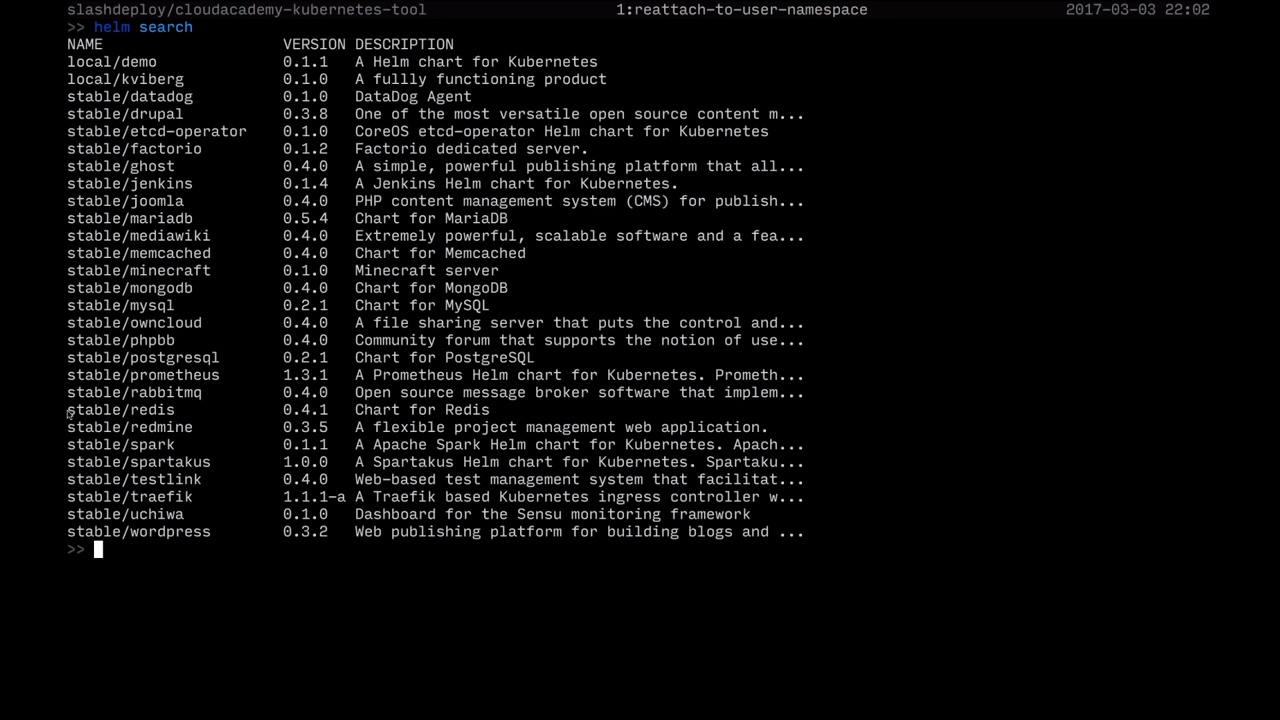 slashdeploy/cloudacademy-kubernetes-tool 1:reattach-to-user-namespace 2017-03-03 22:02
>> helm search
NAME VERSION DESCRIPTION
local/demo 0.1.1 A Helm chart for Kubernetes
local/kviberg 0.1.0 A fullly functioning product
stable/datadog 0.1.0 DataDog Agent
stable/drupal 0.3.8 One of the most versatile open source content m...
stable/etcd-operator 0.1.0 CoreOS etcd-operator Helm chart for Kubernetes
stable/factorio 0.1.2 Factorio dedicated server.
stable/ghost 0.4.0 A simple, powerful publishing platform that all...
stable/jenkins 0.1.4 A Jenkins Helm chart for Kubernetes.
stable/joomla 0.4.0 PHP content management system (CMS) for publish...
stable/mariadb 0.5.4 Chart for MariaDB
stable/mediawiki 0.4.0 Extremely powerful, scalable software and a fea...
stable/memcached 0.4.0 Chart for Memcached
stable/minecraft 0.1.0 Minecraft server
stable/mongodb 0.4.0 Chart for MongoDB
stable/mysql 0.2.1 Chart for MySQL
stable/owncloud 0.4.0 A file sharing server that puts the control and...
stable/phpbb 0.4.0 Community forum that supports the notion of use...
stable/postgresql 0.2.1 Chart for PostgreSQL
stable/prometheus 1.3.1 A Prometheus Helm chart for Kubernetes. Prometh...
stable/rabbitmq 0.4.0 Open source message broker software that implem...
stable/redis 0.4.1 Chart for Redis
stable/redmine 0.3.5 A flexible project management web application.
stable/spark 0.1.1 A Apache Spark Helm chart for Kubernetes. Apach...
stable/spartakus 1.0.0 A Spartakus Helm chart for Kubernetes. Spartaku...
stable/testlink 0.4.0 Web-based test management system that facilitat...
stable/traefik 1.1.1-a A Traefik based Kubernetes ingress controller w...
stable/uchiwa 0.1.0 Dashboard for the Sensu monitoring framework
stable/wordpress 0.3.2 Web publishing platform for building blogs and ...
>>